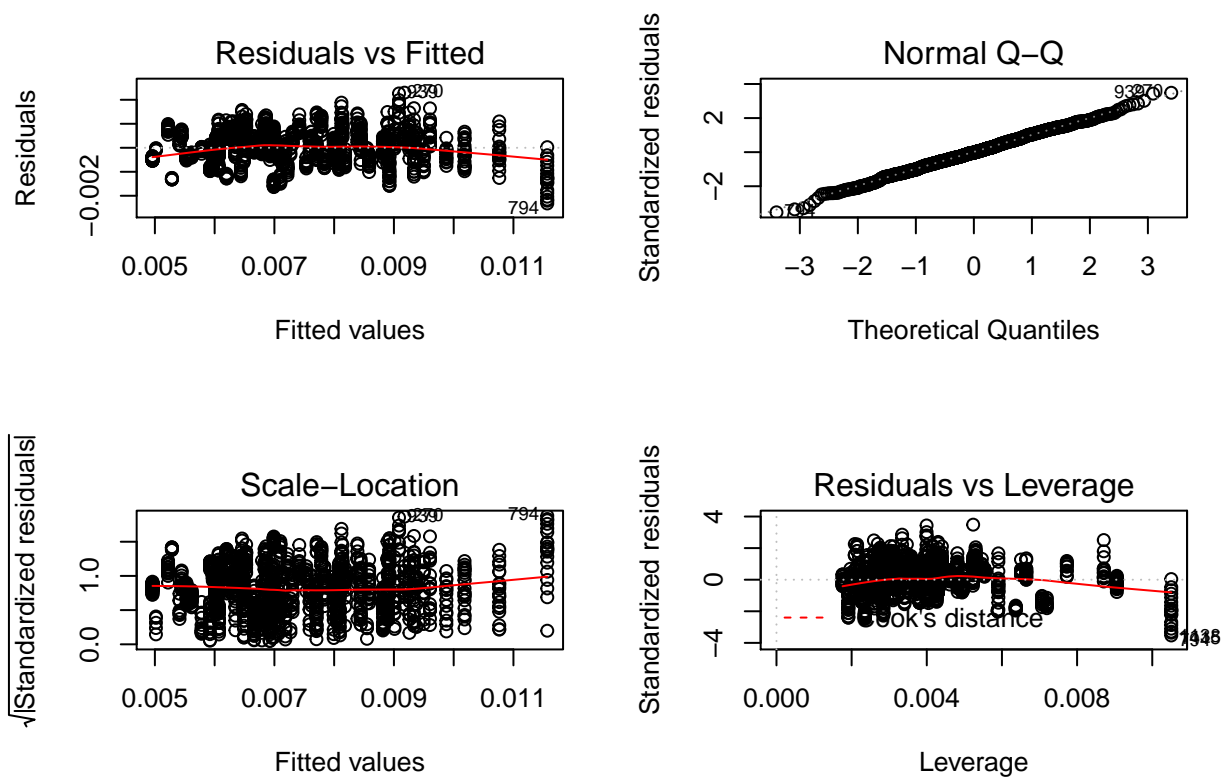 Residuals vs Fitted
Residuals
−0.002
0.005 0.007 0.009 0.011
Fitted values
794
Normal Q−Q
Standardized residuals
−2 2
−3 −2 −1 0 1 2 3
Theoretical Quantiles
Scale−Location
√|Standardized residuals|
0.0 1.0
0.005 0.007 0.009 0.011
Fitted values
794
Residuals vs Leverage
Standardized residuals
−4 0 4
0.000 0.004 0.008
Leverage
distance